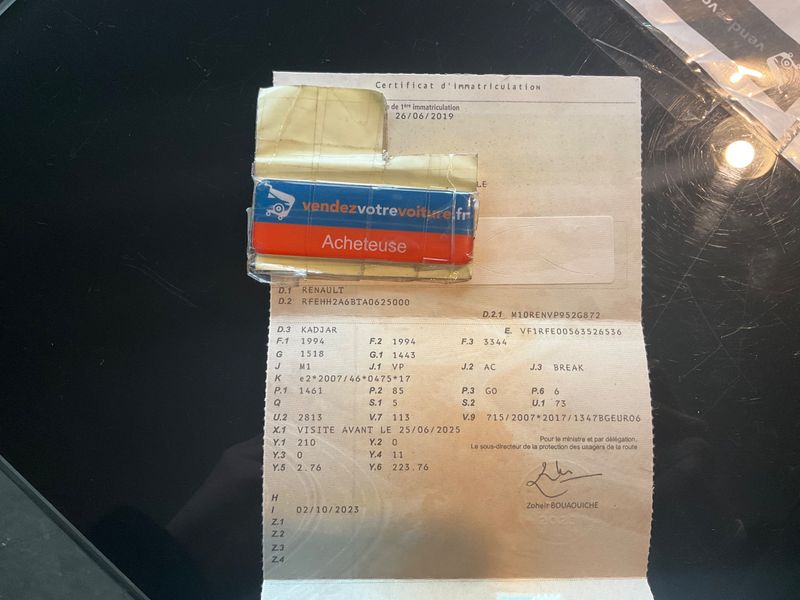 Certificat d'immatriculation
e de 1ère immatriculation
26/06/2019
LE
vendezvotrevoiture.fr
Acheteuse
D.1 RENAULT
D.2 RFEHH2A6BTA0625000
D.2.1 M10RENVP952G872
D.3 KADJAR E. VF1RFE00563526536
F.1 1994 F.2 1994 F.3 3344
G 1518 G.1 1443
J M1 J.1 VP J.2 AC J.3 BREAK
K e2*2007/46*0475*17
P.1 1461 P.2 85 P.3 GO P.6 6
Q S.1 5 S.2 U.1 73
U.2 2813 V.7 113 V.9 715/2007*2017/1347BGEURO6
X.1 VISITE AVANT LE 25/06/2025
Y.1 210 Y.2 0
Pour le ministre et par délégation,
Le sous-directeur de la protection des usagers de la route
Y.3 0 Y.4 11
Y.5 2.76 Y.6 223.76
H
Zoheir BOUAOUICHE
I 02/10/2023
Z.1
Z.2
Z.3
Z.4